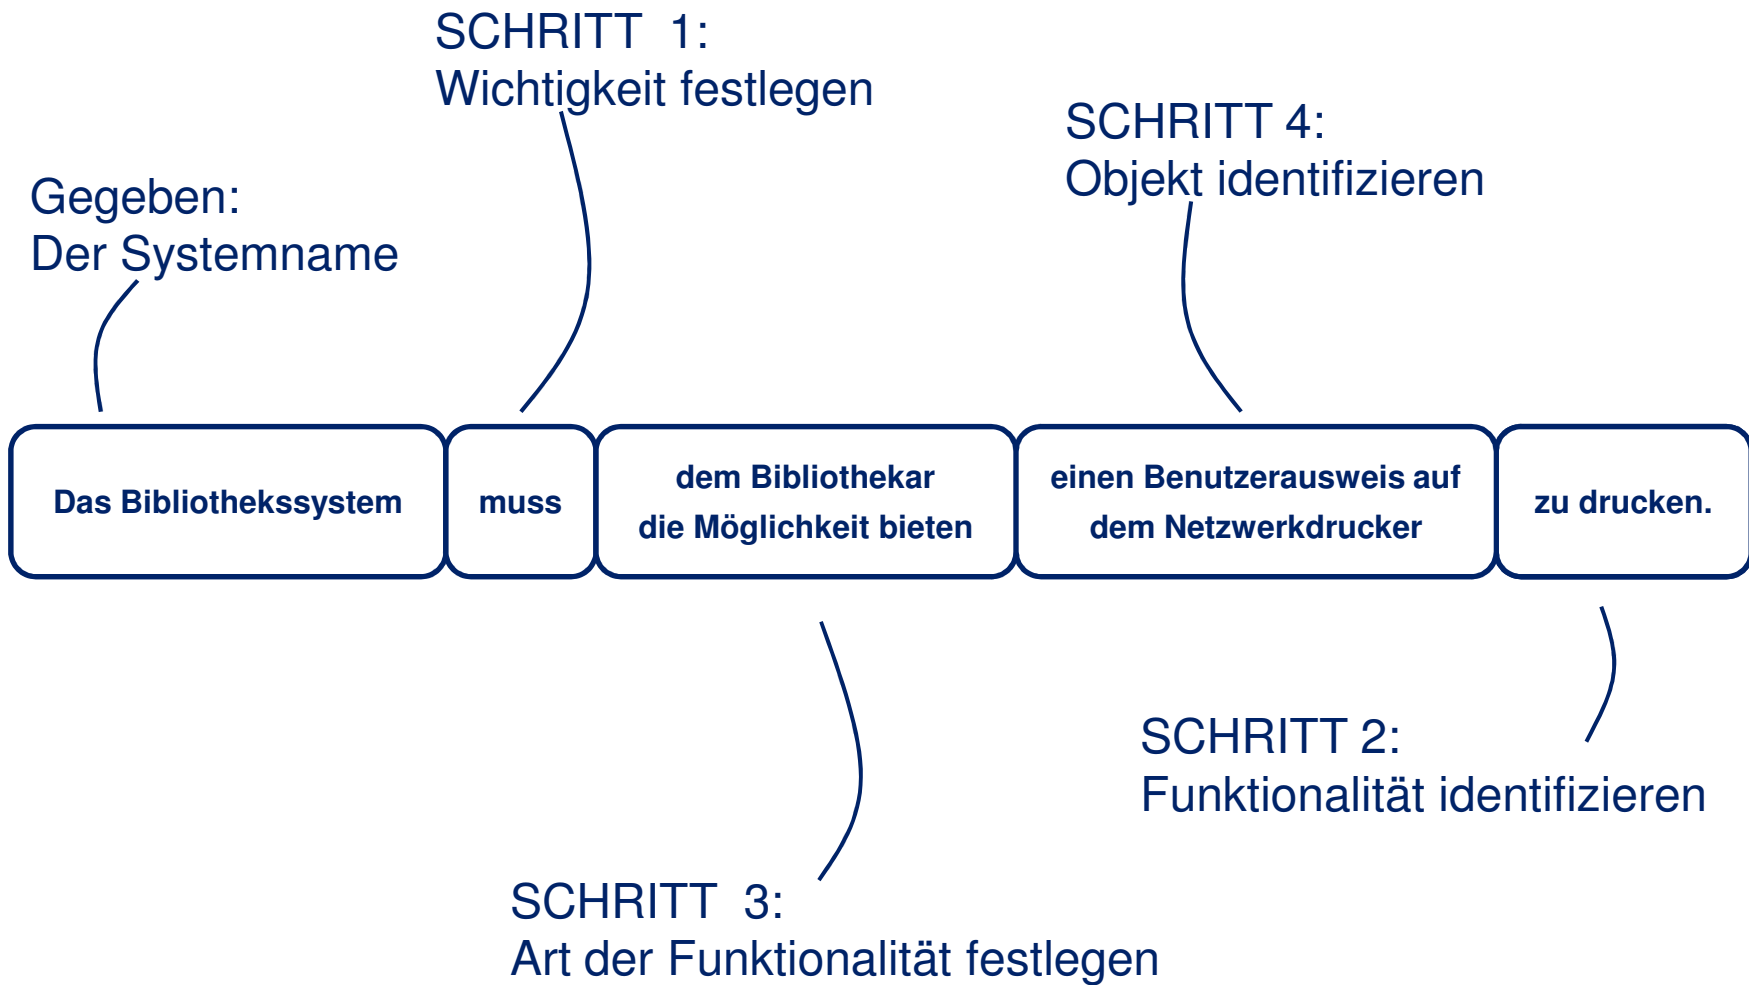 SCHRITT 1:
Wichtigkeit festlegen
SCHRITT 4:
Objekt identifizieren
Gegeben:
Der Systemname
Das Bibliothekssystem
muss
dem Bibliothekar
die Möglichkeit bieten
einen Benutzerausweis auf
dem Netzwerkdrucker
zu drucken.
SCHRITT 2:
Funktionalität identifizieren
SCHRITT 3:
Art der Funktionalität festlegen